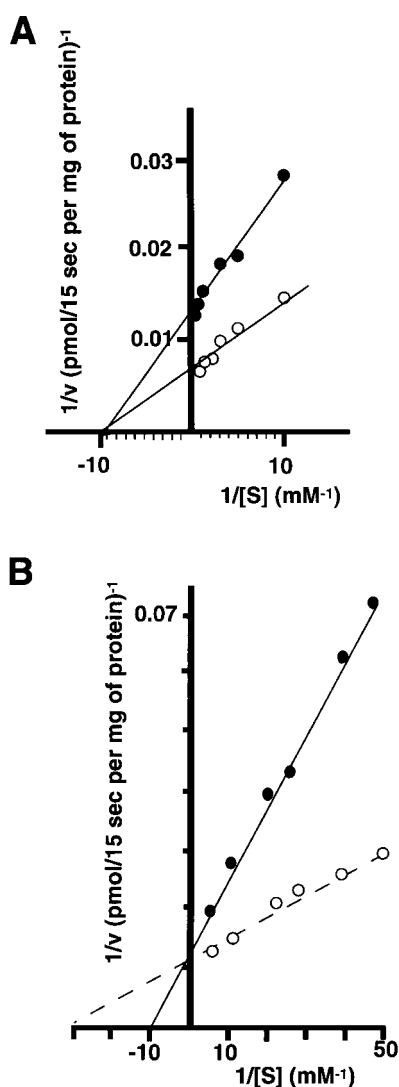 A
1/v (pmol/15 sec per mg of protein)-1
0.03
0.02
0.01
-10 10
1/[S] (mM-1)
B
1/v (pmol/15 sec per mg of protein)-1
0.07
-10 10 50
1/[S] (mM-1)